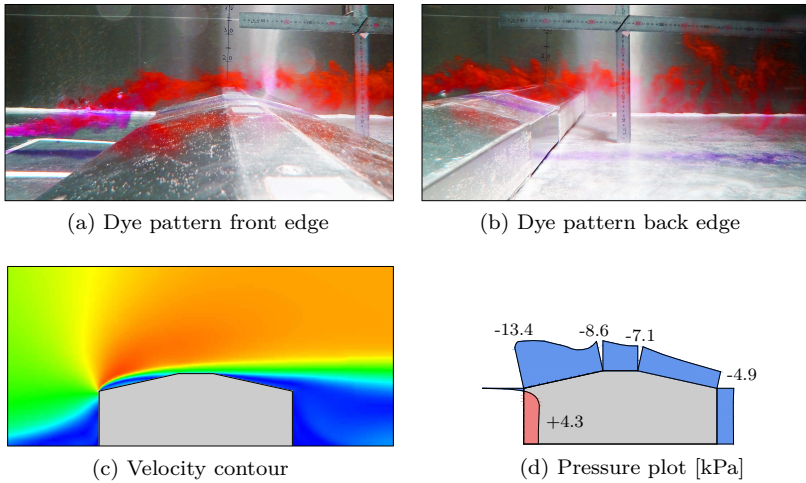 (a) Dye pattern front edge
(b) Dye pattern back edge
-13.4
-8.6
-7.1
-4.9
+4.3
(c) Velocity contour
(d) Pressure plot [kPa]